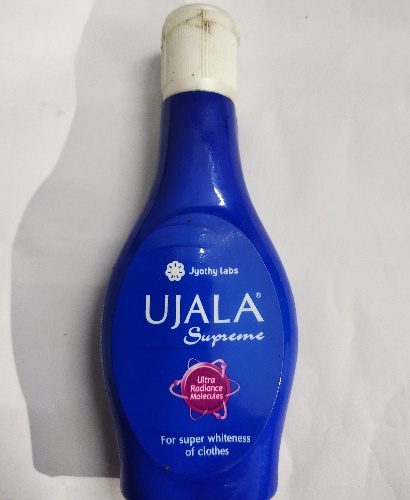 Jyothy labs
UJALA®
Supreme
Ultra
Radiance
Molecules
For super whiteness
of clothes